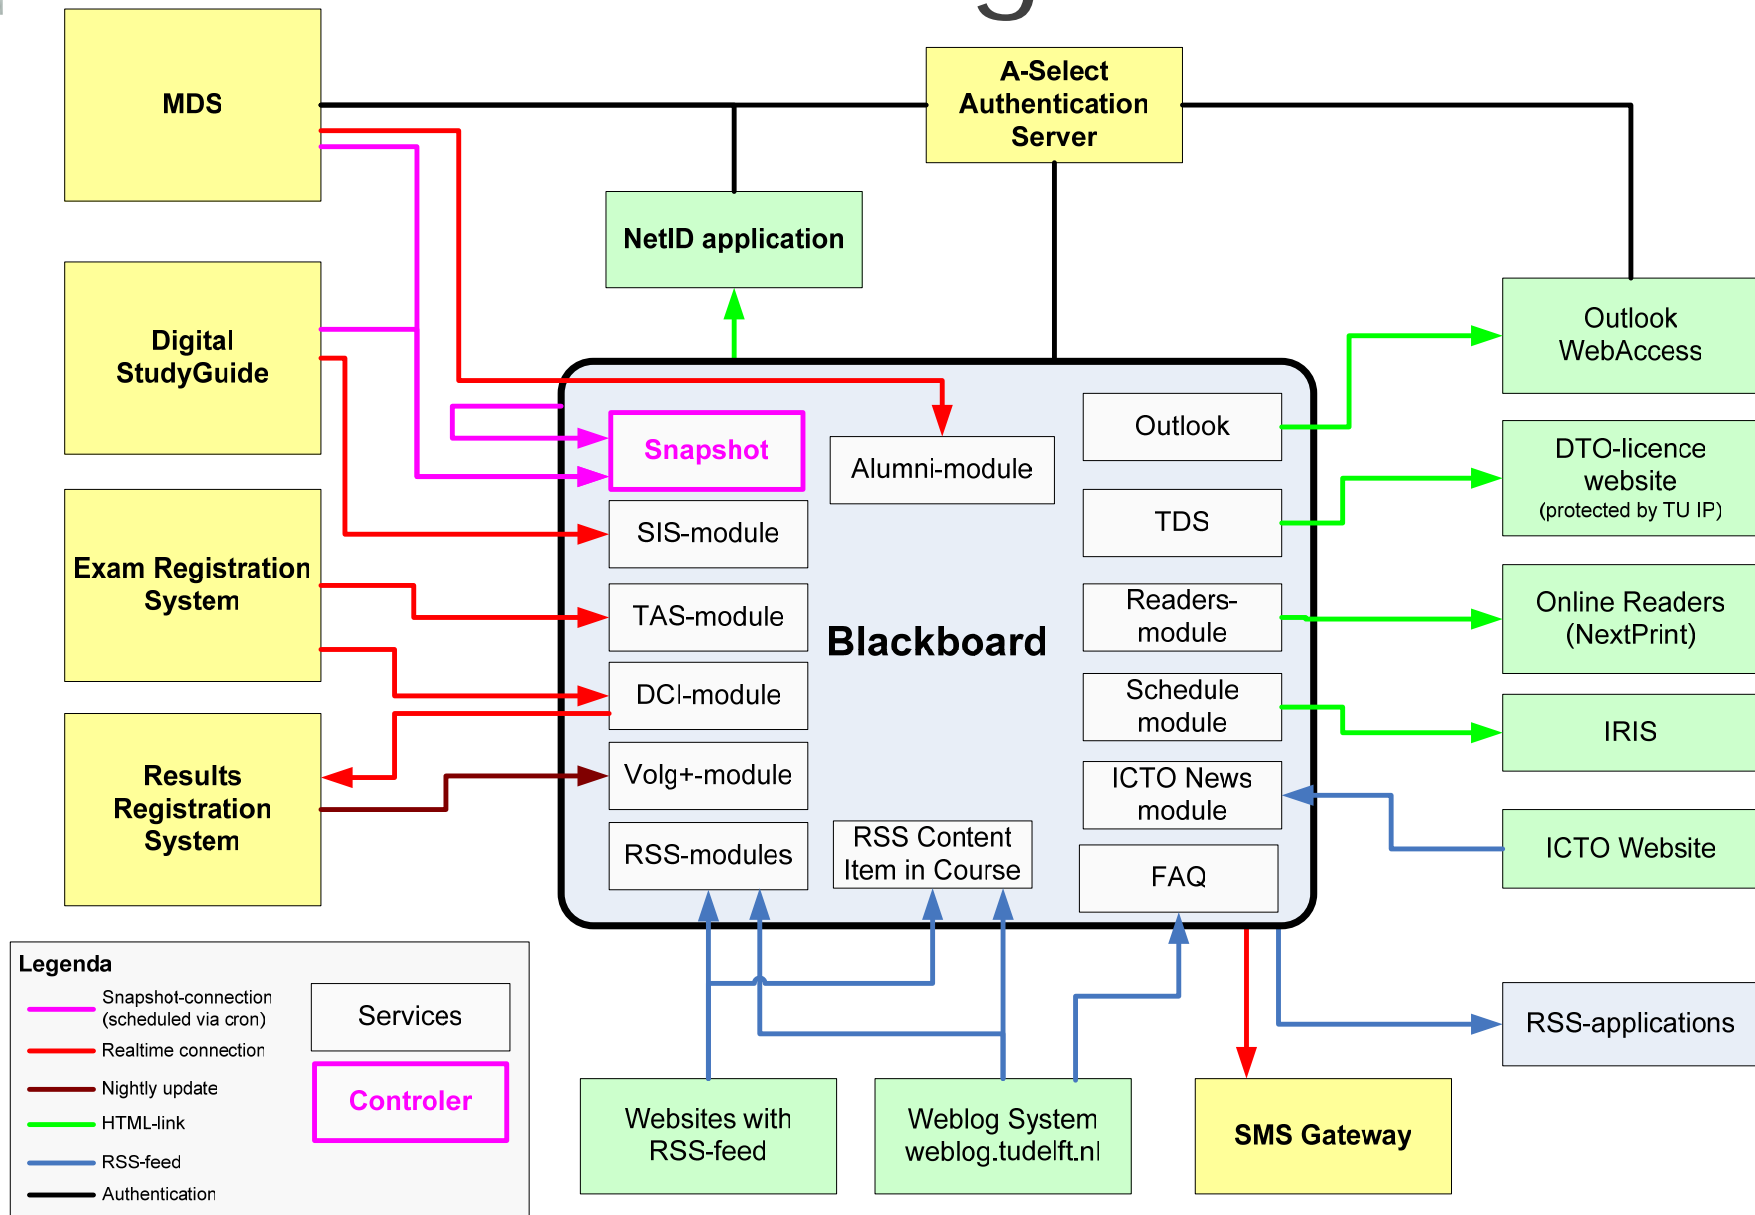 MDS
A-Select
Authentication
Server
NetID application
Digital
StudyGuide
Outlook
WebAccess
Snapshot
Alumni-module
Outlook
DTO-licence
website
(protected by TU IP)
SIS-module
TDS
Exam Registration
System
TAS-module
Blackboard
Readers-
module
Online Readers
(NextPrint)
DCI-module
Schedule
module
IRIS
Results
Registration
System
Volg+-module
ICTO News
module
RSS-modules
RSS Content
Item in Course
FAQ
ICTO Website
Legenda
Snapshot-connection
(scheduled via cron)
Realtime connection
Nightly update
HTML-link
RSS-feed
Authentication
Services
Controler
RSS-applications
Websites with
RSS-feed
Weblog System
weblog.tudelft.nl
SMS Gateway